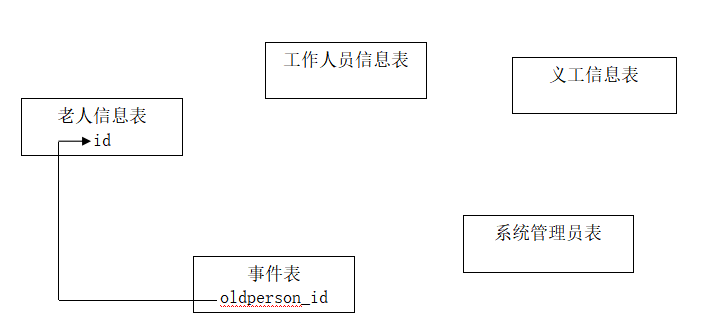 工作人员信息表
义工信息表
老人信息表
id
系统管理员表
事件表
oldperson_id